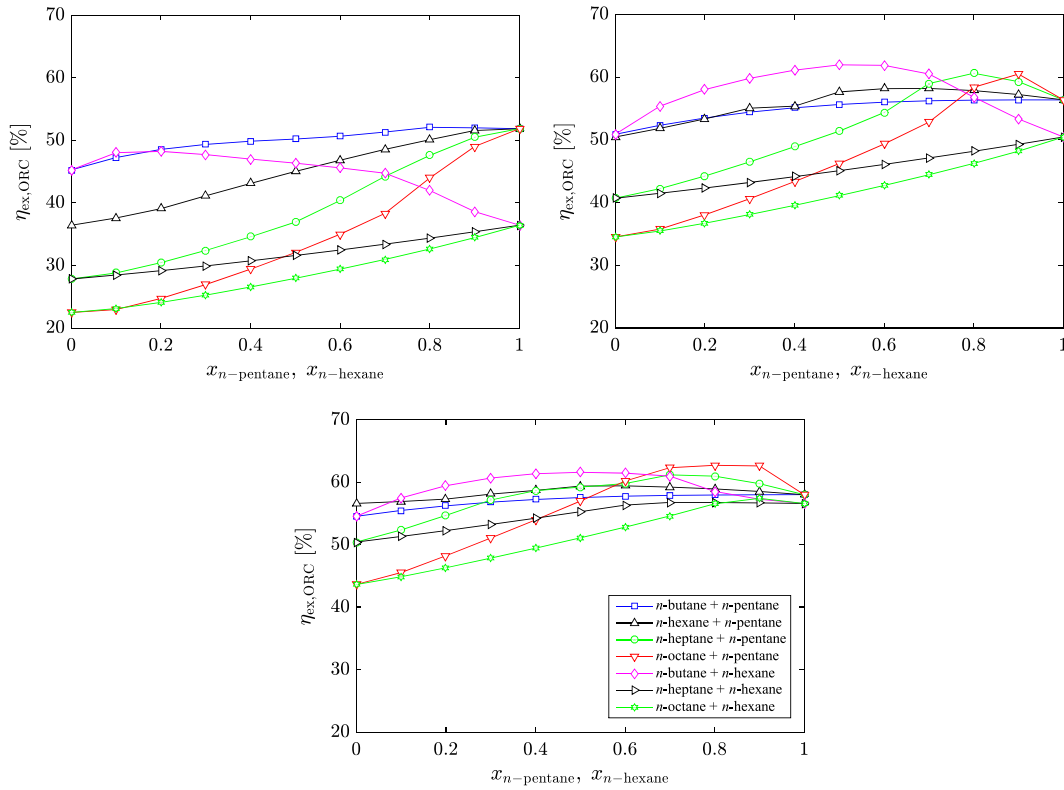 70
60
50
40
30
20
η_ex,ORC [%]
0 0.2 0.4 0.6 0.8 1
x_n−pentane, x_n−hexane
70
60
50
40
30
20
η_ex,ORC [%]
0 0.2 0.4 0.6 0.8 1
x_n−pentane, x_n−hexane
70
60
50
40
30
20
η_ex,ORC [%]
n-butane + n-pentane
n-hexane + n-pentane
n-heptane + n-pentane
n-octane + n-pentane
n-butane + n-hexane
n-heptane + n-hexane
n-octane + n-hexane
0 0.2 0.4 0.6 0.8 1
x_n−pentane, x_n−hexane